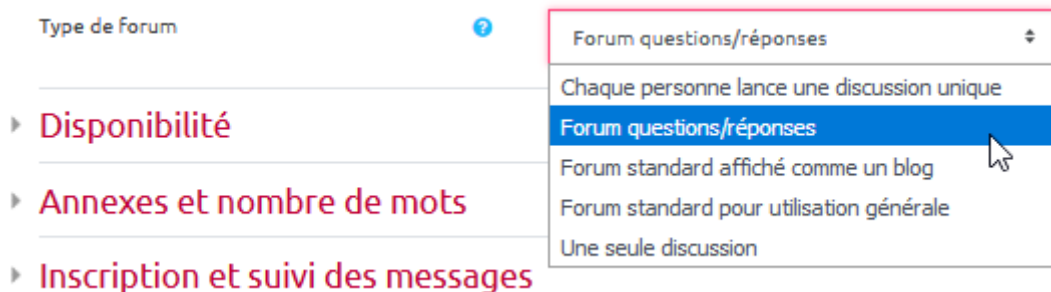 Type de forum
?
Forum questions/réponses
Chaque personne lance une discussion unique
Forum questions/réponses
Forum standard affiché comme un blog
Forum standard pour utilisation générale
Une seule discussion
Disponibilité
Annexes et nombre de mots
Inscription et suivi des messages